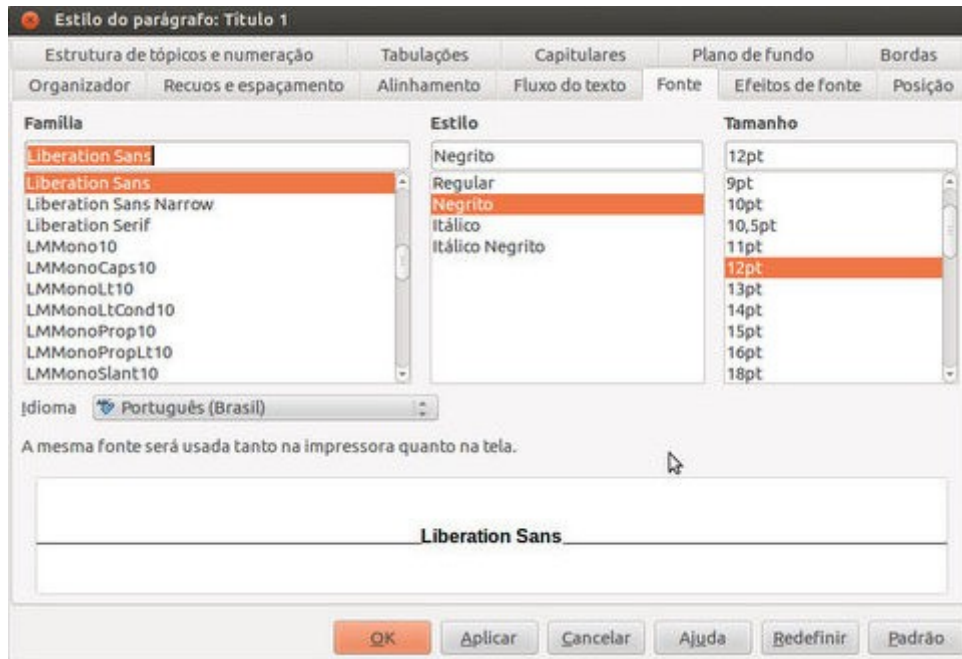 Estilo do parágrafo: Título 1
Estrutura de tópicos e numeração Tabulações Capitulares Plano de fundo Bordas
Organizador Recuos e espaçamento Alinhamento Fluxo do texto Fonte Efeitos de fonte Posição
Família Estilo Tamanho
Liberation Sans Negrito 12pt
Liberation Sans Regular 9pt
Liberation Sans Narrow Negrito 10pt
Liberation Serif Itálico 10,5pt
LMMono10 Itálico Negrito 11pt
LMMonoCaps10 12pt
LMMonoLt10 13pt
LMMonoLtCond10 14pt
LMMonoProp10 15pt
LMMonoPropLt10 16pt
LMMonoSlant10 18pt
Idioma Português (Brasil)
A mesma fonte será usada tanto na impressora quanto na tela.
Liberation Sans
OK Aplicar Cancelar Ajuda Redefinir Padrão